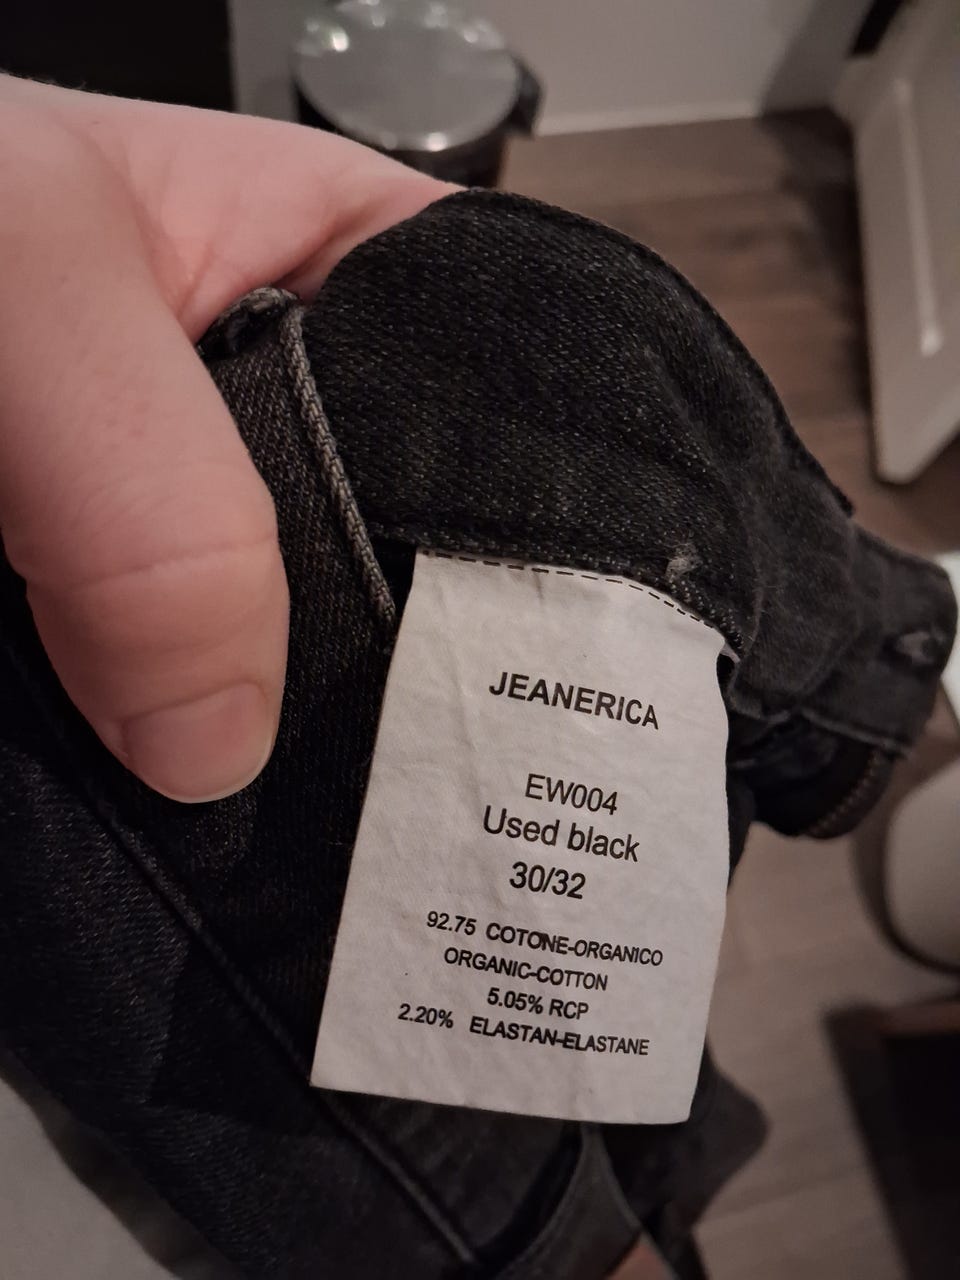 JEANERICA
EW004
Used black
30/32
92.75 COTONE-ORGANICO
ORGANIC-COTTON
5.05% RCP
2.20% ELASTAN-ELASTANE